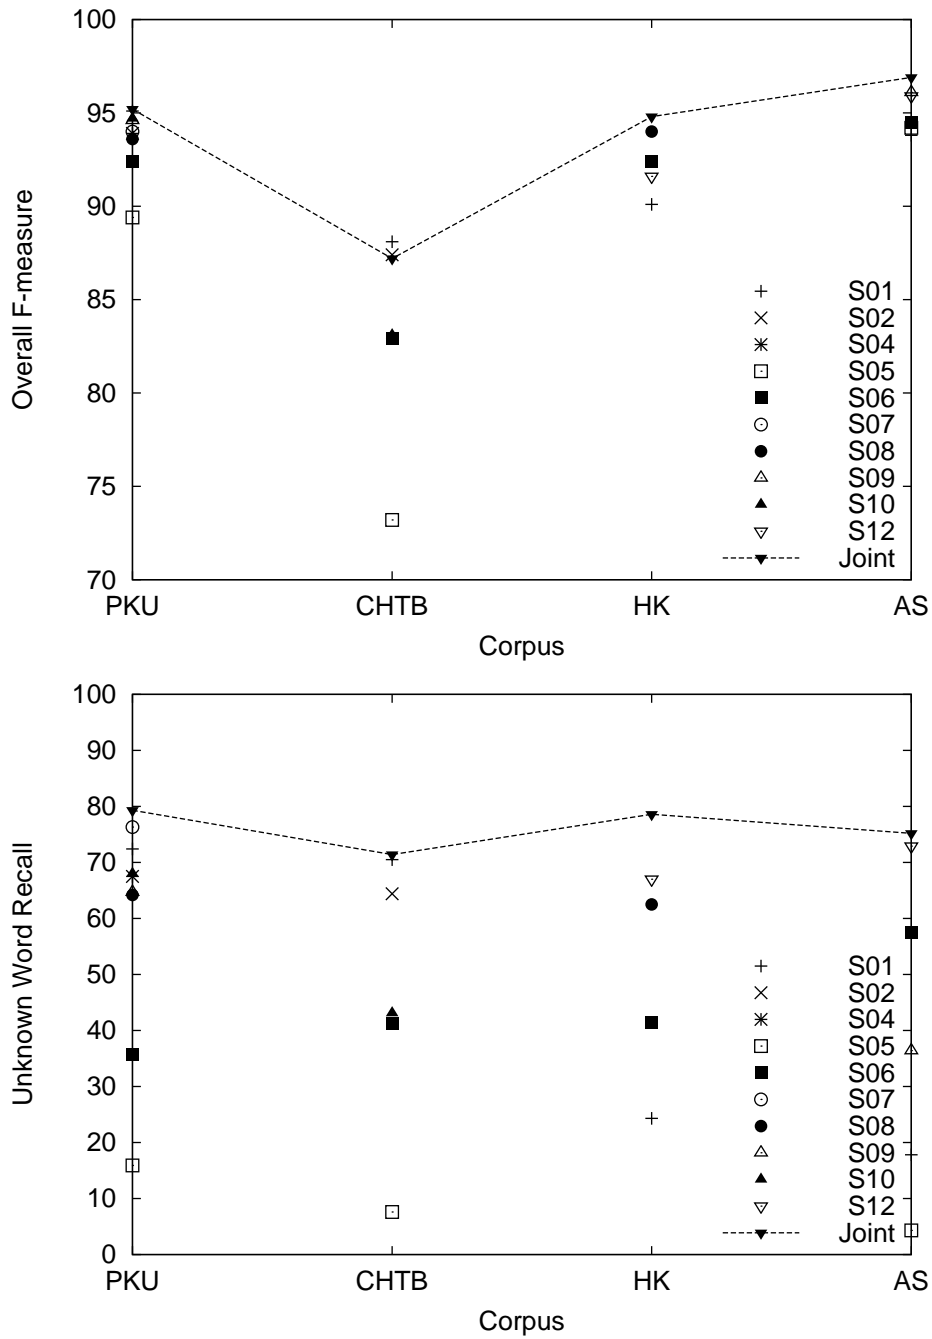 100
95
90
85
80
75
70
Overall F-measure
S01
S02
S04
S05
S06
S07
S08
S09
S10
S12
Joint
PKU CHTB HK AS
Corpus
100
90
80
70
60
50
40
30
20
10
0
Unknown Word Recall
S01
S02
S04
S05
S06
S07
S08
S09
S10
S12
Joint
PKU CHTB HK AS
Corpus